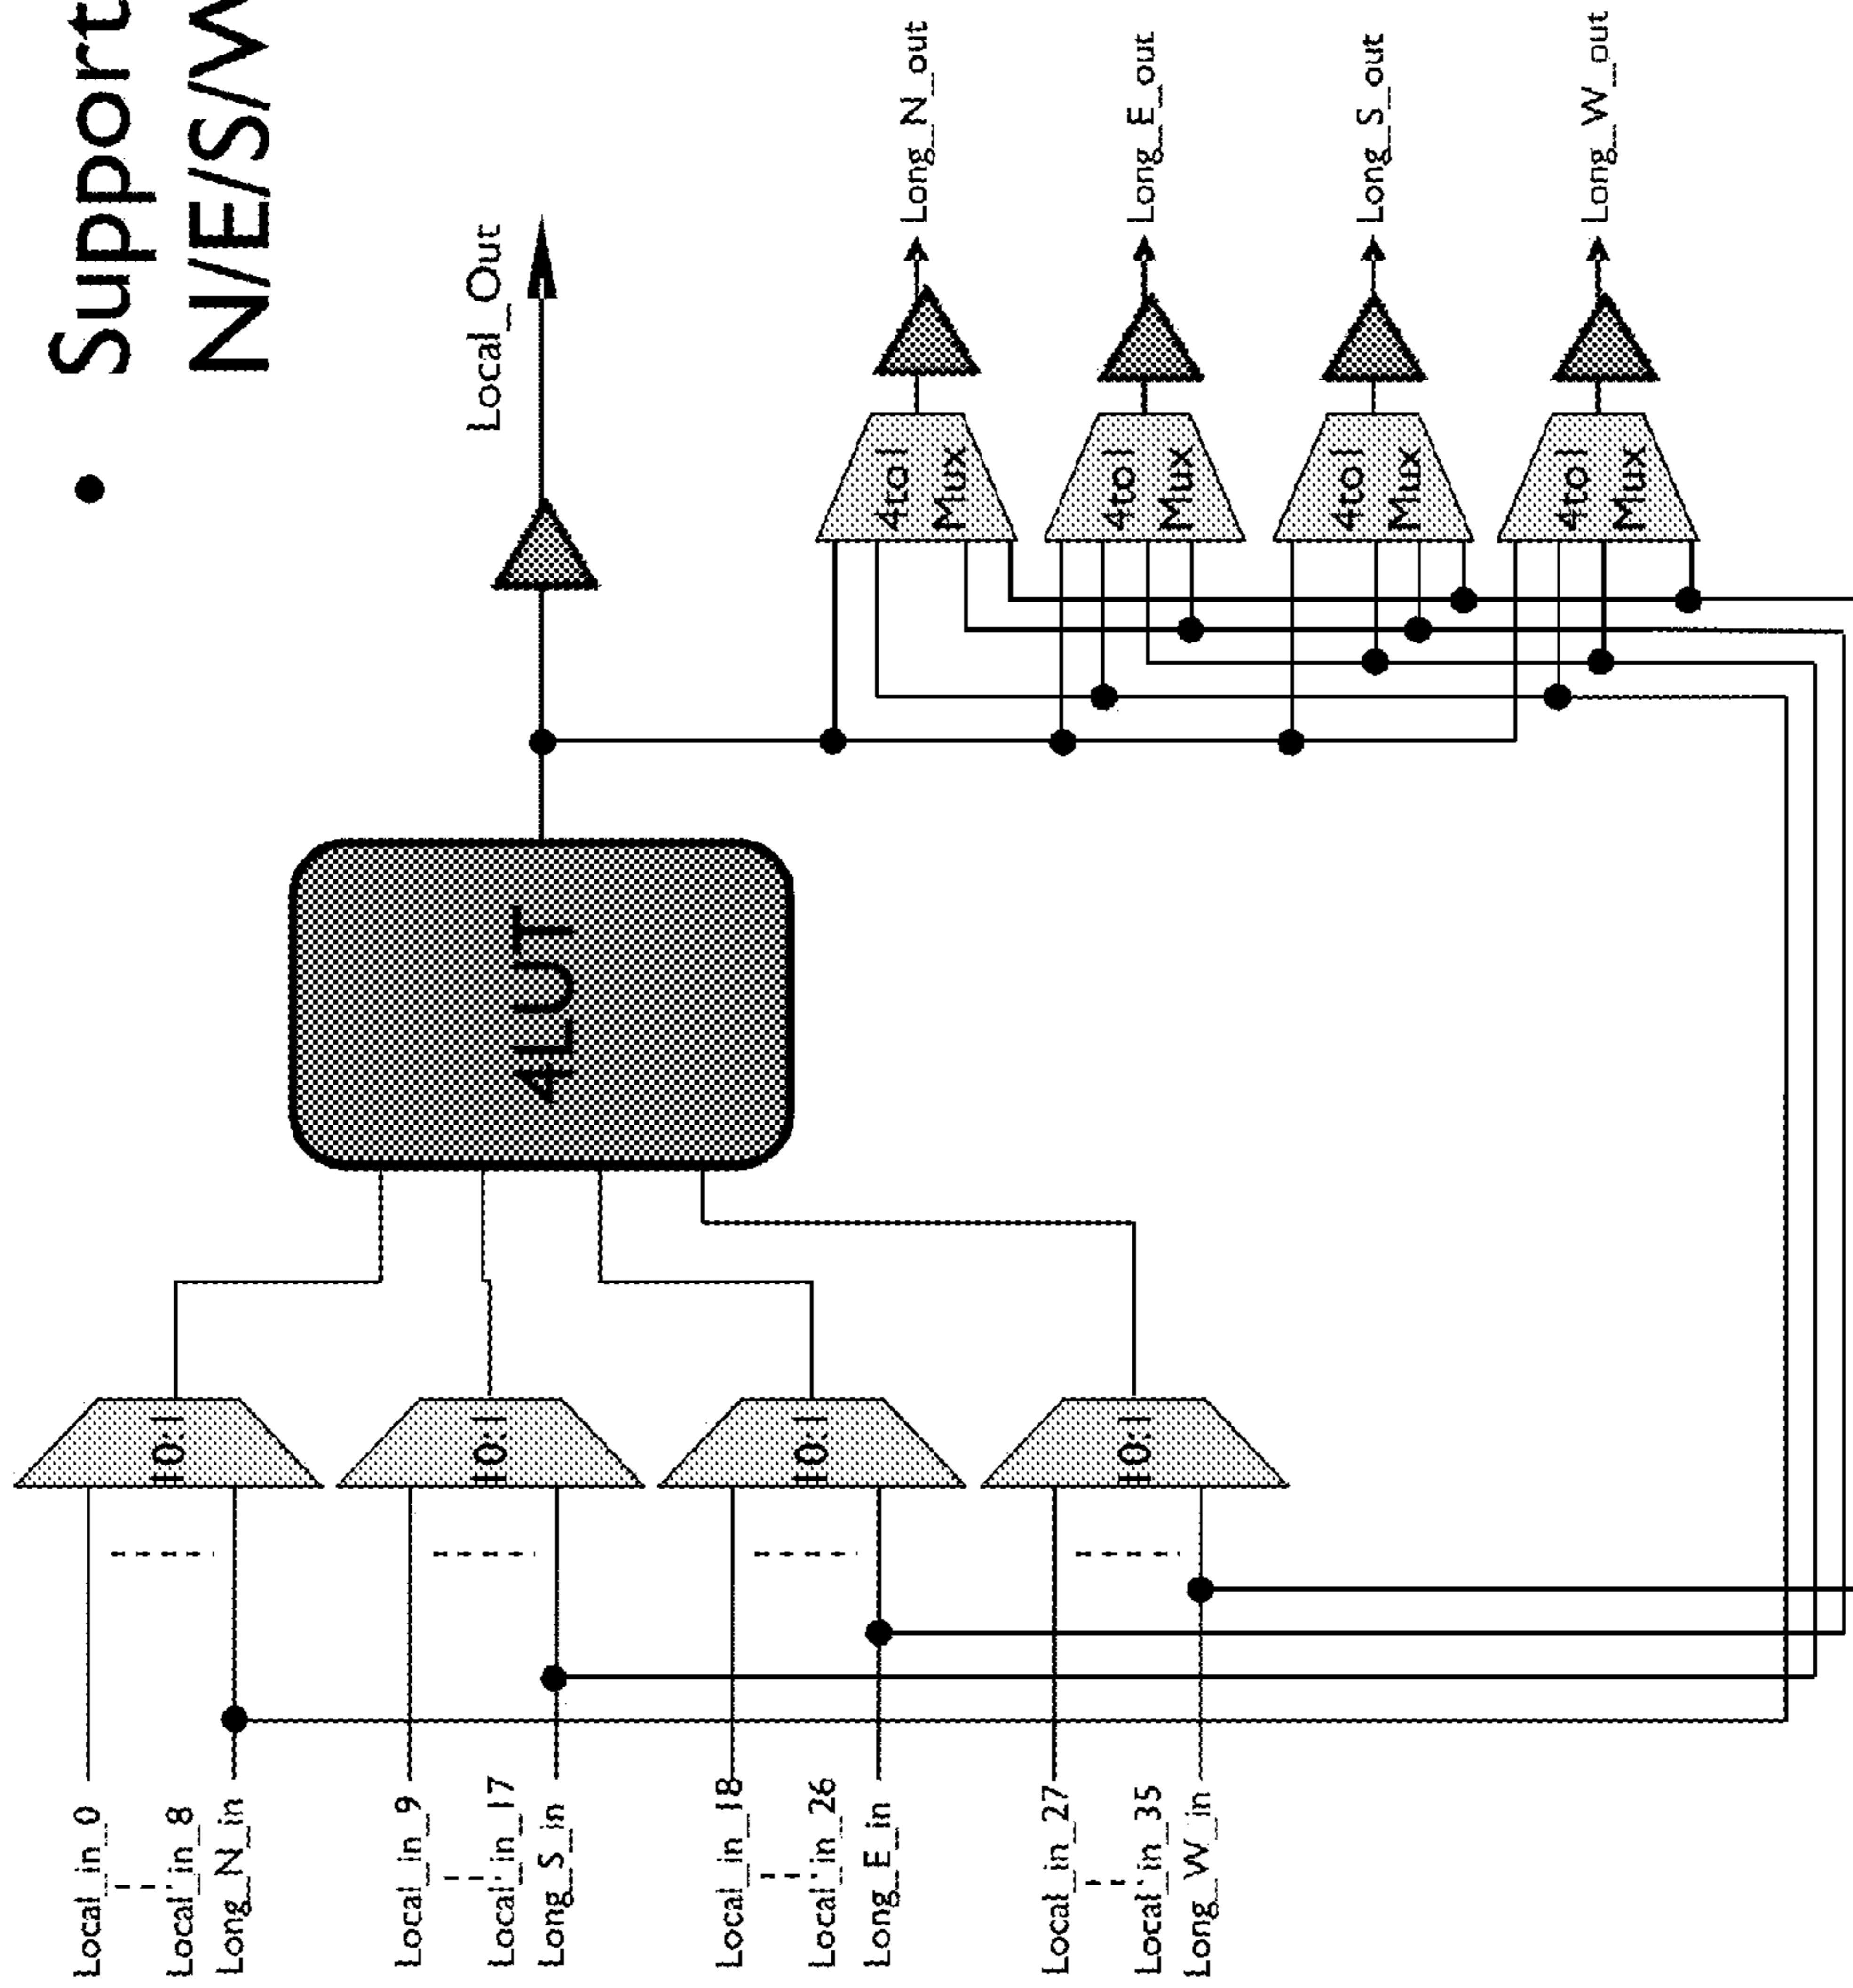 • Support
N/E/S/W
Local_in_0
Local_in_8
Long_N_in
Local_in_9
Local_in_17
Long_S_in
Local_in_18
Local_in_26
Long_E_in
Local_in_27
Local_in_35
Long_W_in
10:1
10:1
10:1
10:1
4LUT
Local_Out
4to1
Mux
4to1
Mux
4to1
Mux
4to1
Mux
Long_N_out
Long_E_out
Long_S_out
Long_W_out